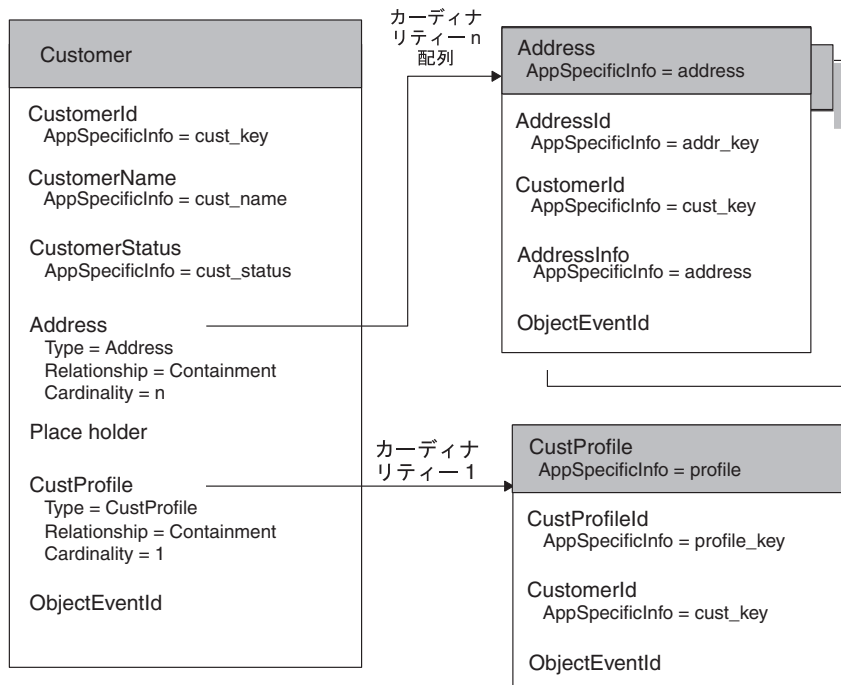 Customer
CustomerId
AppSpecificInfo = cust_key
CustomerName
AppSpecificInfo = cust_name
CustomerStatus
AppSpecificInfo = cust_status
Address
Type = Address
Relationship = Containment
Cardinality = n
Place holder
CustProfile
Type = CustProfile
Relationship = Containment
Cardinality = 1
ObjectEventId
カーディナ
リティー n
配列
Address
AppSpecificInfo = address
AddressId
AppSpecificInfo = addr_key
CustomerId
AppSpecificInfo = cust_key
AddressInfo
AppSpecificInfo = address
ObjectEventId
カーディナ
リティー 1
CustProfile
AppSpecificInfo = profile
CustProfileId
AppSpecificInfo = profile_key
CustomerId
AppSpecificInfo = cust_key
ObjectEventId